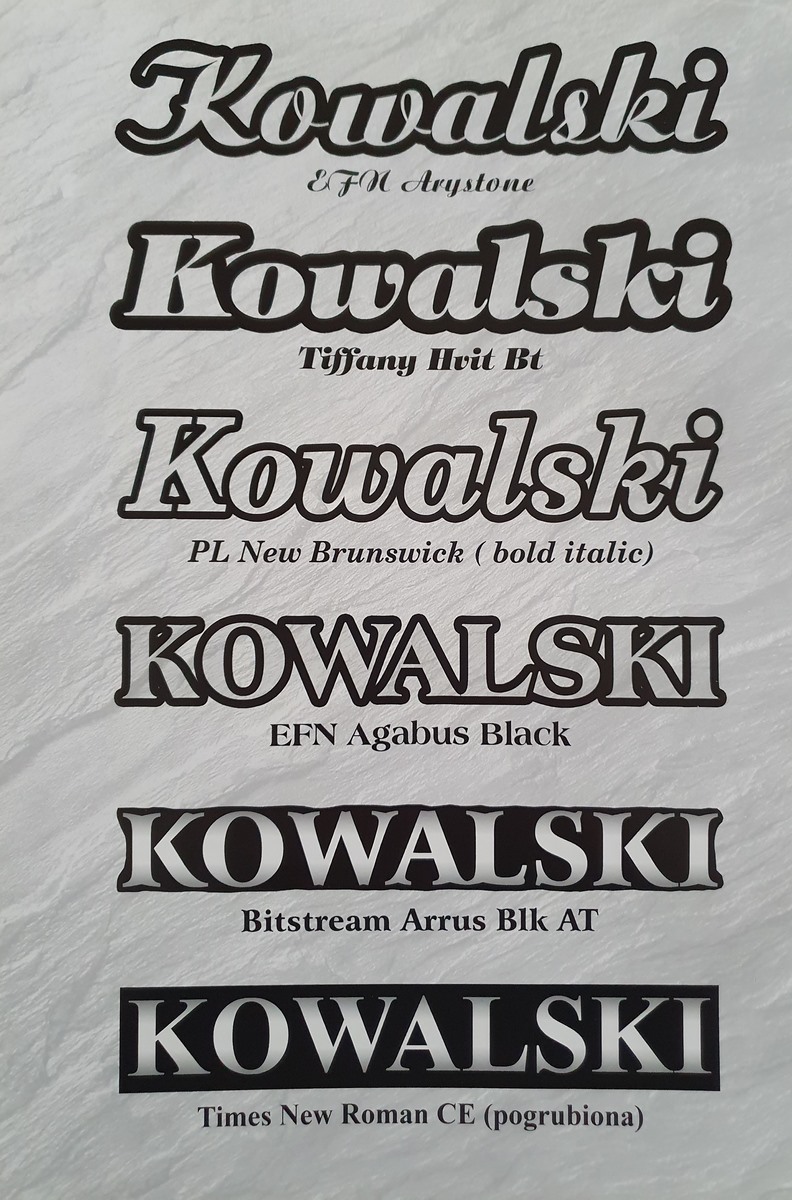 Kowalski
EFN Arystone
Kowalski
Tiffany Hvit Bt
Kowalski
PL New Brunswick ( bold italic)
KOWALSKI
EFN Agabus Black
KOWALSKI
Bitstream Arrus Blk AT
KOWALSKI
Times New Roman CE (pogrubiona)